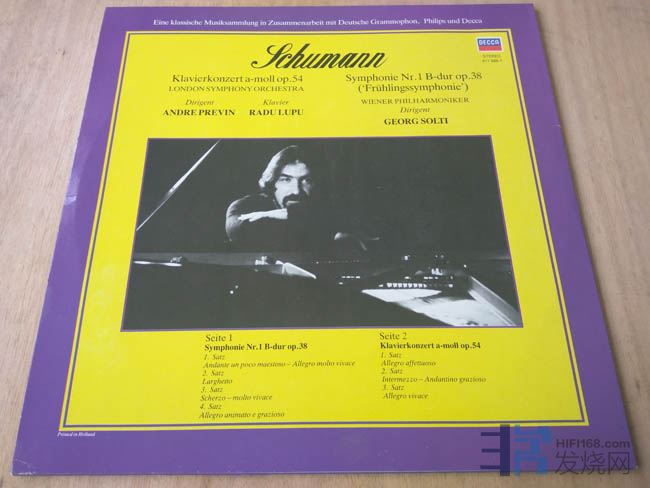 Eine klassische Musiksammlung in Zusammenarbeit mit Deutsche Grammophon, Philips und Decca
Schumann
DECCA
STEREO
Klavierkonzert a-moll op.54
LONDON SYMPHONY ORCHESTRA
Dirigent
Klavier
ANDRE PREVIN
RADU LUPU
Symphonie Nr.1 B-dur op.38
('Frühlingssymphonie')
WIENER PHILHARMONIKER
Dirigent
GEORG SOLTI
Seite 1
Symphonie Nr.1 B-dur op.38
1. Satz
Andante un poco maestoso – Allegro molto vivace
2. Satz
Larghetto
3. Satz
Scherzo – molto vivace
4. Satz
Allegro animato e grazioso
Seite 2
Klavierkonzert a-moll op.54
1. Satz
Allegro affettuoso
2. Satz
Intermezzo – Andantino grazioso
3. Satz
Allegro vivace
Printed in Holland
HIFI168.com
发烧网